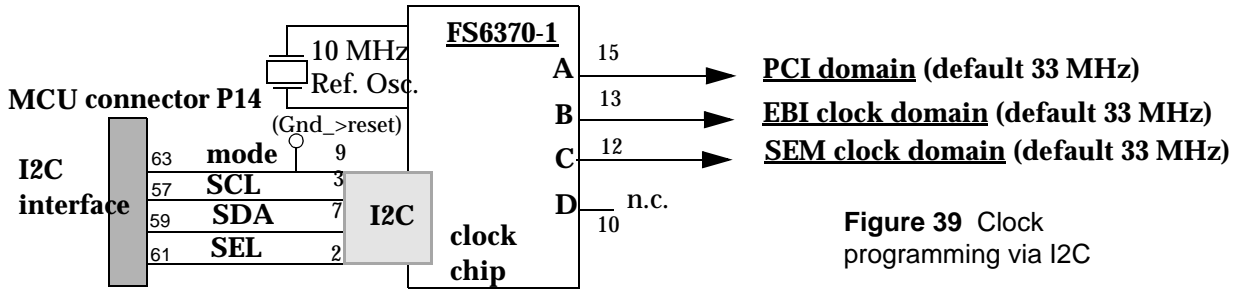 FS6370-1
10 MHz
Ref. Osc.
MCU connector P14
(Gnd_>reset)
I2C
interface
63 mode 9
57 SCL 3
59 SDA 7
61 SEL 2
I2C
clock
chip
A 15 PCI domain (default 33 MHz)
B 13 EBI clock domain (default 33 MHz)
C 12 SEM clock domain (default 33 MHz)
D 10 n.c.
Figure 39 Clock
programming via I2C